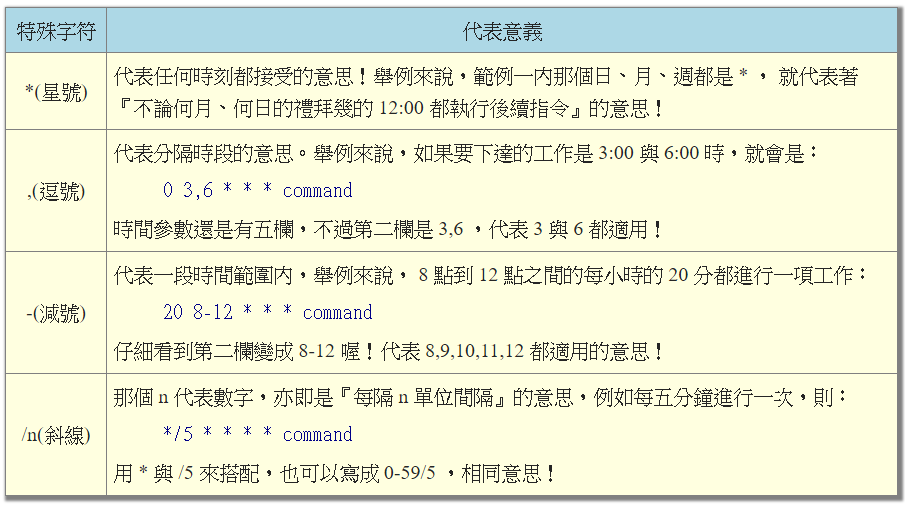 特殊字符
代表意義
*(星號)
代表任何時刻都接受的意思！舉例來說，範例一內那個日、月、週都是 * ， 就代表著
『不論何月、何日的禮拜幾的 12:00 都執行後續指令』的意思！
,(逗號)
代表分隔時段的意思。舉例來說，如果要下達的工作是 3:00 與 6:00 時，就會是：
0 3,6 * * * command
時間參數還是有五欄，不過第二欄是 3,6 ，代表 3 與 6 都適用！
-(減號)
代表一段時間範圍內，舉例來說， 8 點到 12 點之間的每小時的 20 分都進行一項工作：
20 8-12 * * * command
仔細看到第二欄變成 8-12 喔！代表 8,9,10,11,12 都適用的意思！
/n(斜線)
那個 n 代表數字，亦即是『每隔 n 單位間隔』的意思，例如每五分鐘進行一次，則：
*/5 * * * * command
用 * 與 /5 來搭配，也可以寫成 0-59/5 ，相同意思！